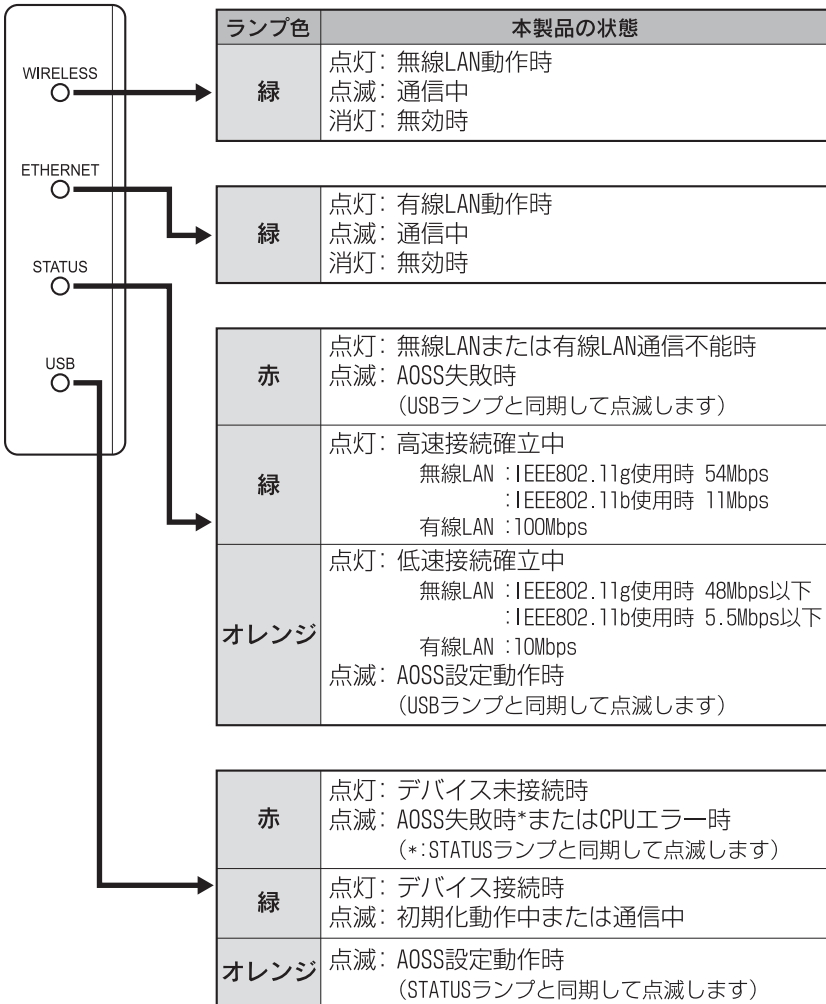 WIRELESS
ETHERNET
STATUS
USB
ランプ色 本製品の状態
緑
点灯: 無線LAN動作時
点滅: 通信中
消灯: 無効時
緑
点灯: 有線LAN動作時
点滅: 通信中
消灯: 無効時
赤
点灯: 無線LANまたは有線LAN通信不能時
点滅: AOSS失敗時
(USBランプと同期して点滅します)
緑
点灯: 高速接続確立中
無線LAN :IEEE802.11g使用時 54Mbps
:IEEE802.11b使用時 11Mbps
有線LAN :100Mbps
オレンジ
点灯: 低速接続確立中
無線LAN :IEEE802.11g使用時 48Mbps以下
:IEEE802.11b使用時 5.5Mbps以下
有線LAN :10Mbps
点滅: AOSS設定動作時
(USBランプと同期して点滅します)
赤
点灯: デバイス未接続時
点滅: AOSS失敗時*またはCPUエラー時
(*:STATUSランプと同期して点滅します)
緑
点灯: デバイス接続時
点滅: 初期化動作中または通信中
オレンジ
点滅: AOSS設定動作時
(STATUSランプと同期して点滅します)